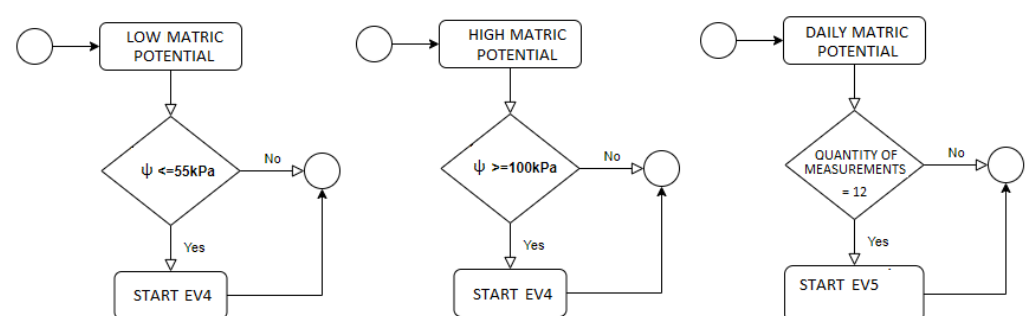 LOW MATRIC
POTENTIAL
ψ <=55kPa
No
Yes
START EV4
HIGH MATRIC
POTENTIAL
ψ >=100kPa
No
Yes
START EV4
DAILY MATRIC
POTENTIAL
QUANTITY OF
MEASUREMENTS
= 12
No
Yes
START EV5